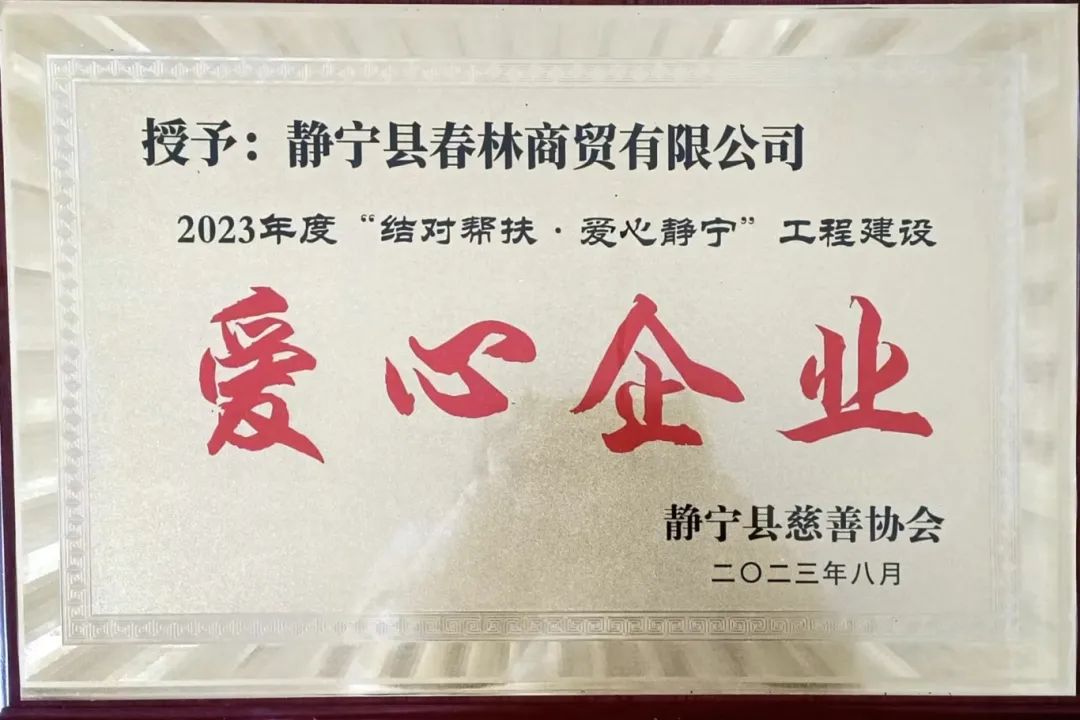 授予：静宁县春林商贸有限公司
2023年度“结对帮扶·爱心静宁”工程建设
爱心企业
静宁县慈善协会
二〇二三年八月